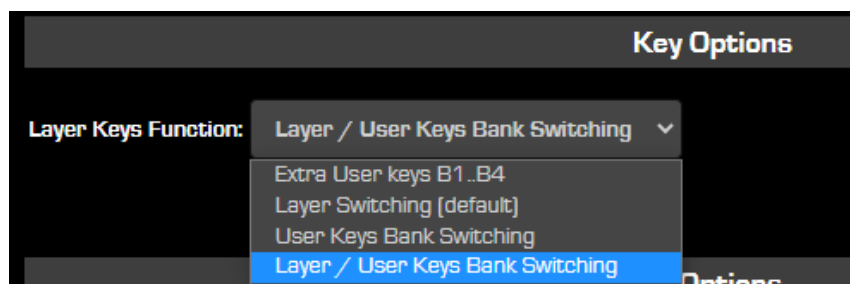 Key Options
Layer Keys Function: Layer / User Keys Bank Switching
Extra User keys B1..B4
Layer Switching (default)
User Keys Bank Switching
Layer / User Keys Bank Switching
Options